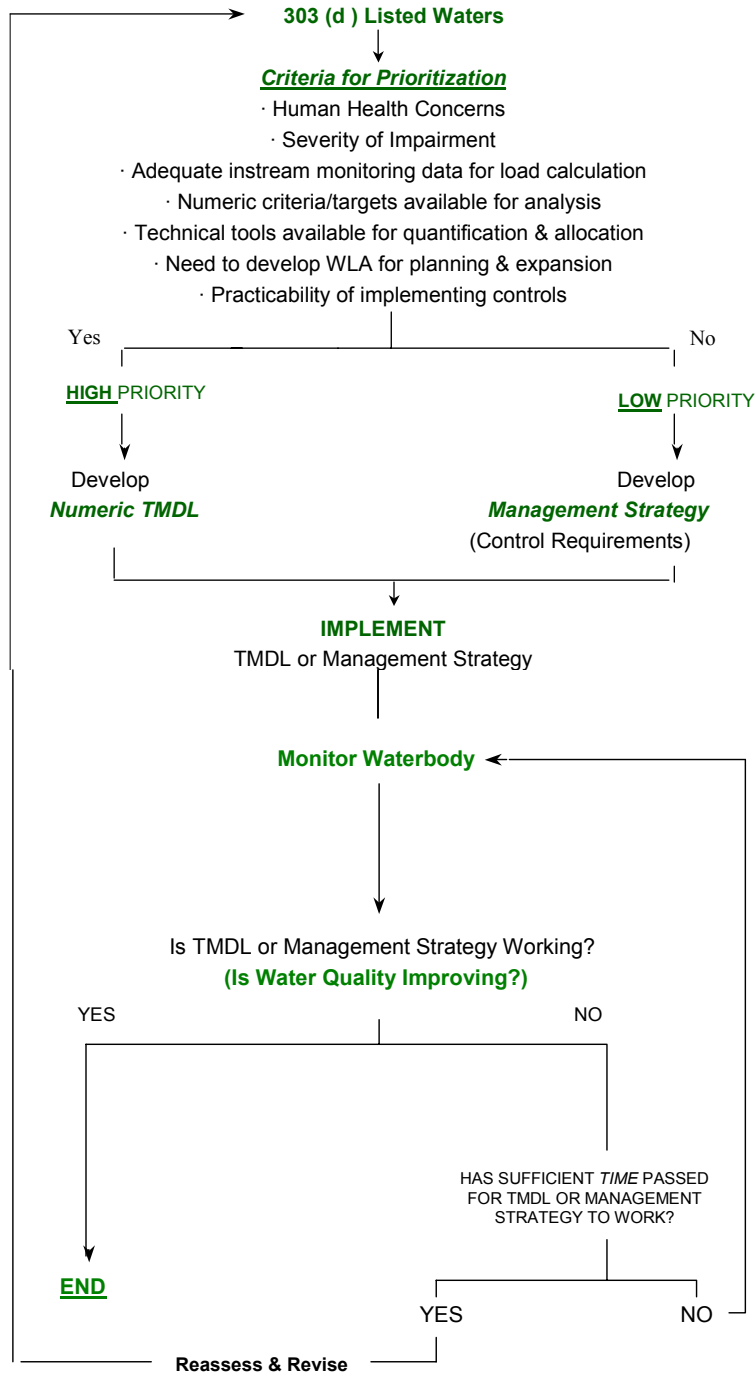 303 (d ) Listed Waters
Criteria for Prioritization
· Human Health Concerns
· Severity of Impairment
· Adequate instream monitoring data for load calculation
· Numeric criteria/targets available for analysis
· Technical tools available for quantification & allocation
· Need to develop WLA for planning & expansion
· Practicability of implementing controls
Yes
No
HIGH PRIORITY
LOW PRIORITY
Develop
Numeric TMDL
Develop
Management Strategy
(Control Requirements)
IMPLEMENT
TMDL or Management Strategy
Monitor Waterbody
Is TMDL or Management Strategy Working?
(Is Water Quality Improving?)
YES
NO
HAS SUFFICIENT TIME PASSED
FOR TMDL OR MANAGEMENT
STRATEGY TO WORK?
END
YES
NO
Reassess & Revise